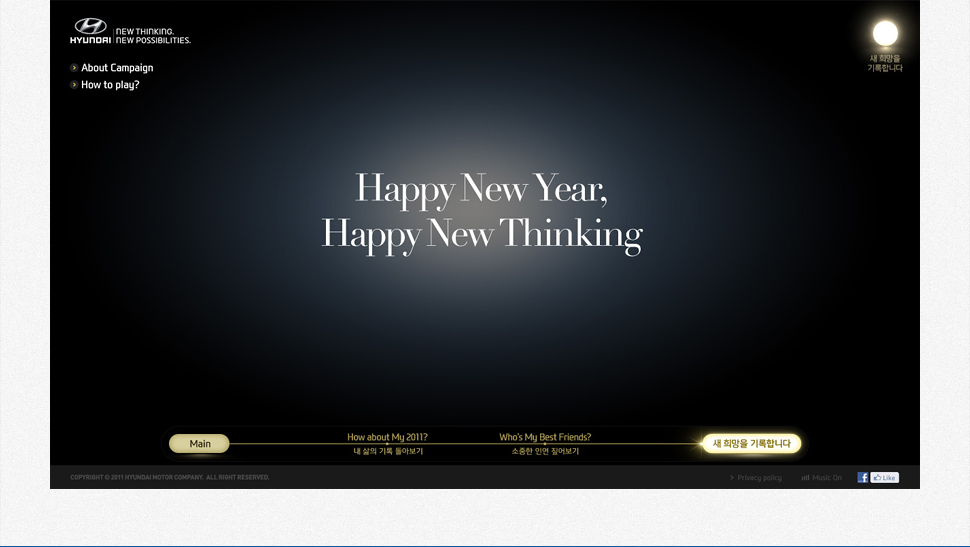 HYUNDAI
NEW THINKING.
NEW POSSIBILITIES.
About Campaign
How to play?
새 희망을
기록합니다
Happy New Year,
Happy New Thinking
Main
How about My 2011?
내 삶의 기록 돌아보기
Who's My Best Friends?
소중한 인연 짚어보기
새 희망을 기록합니다
COPYRIGHT © 2011 HYUNDAI MOTOR COMPANY. ALL RIGHT RESERVED.
Privacy policy
Music On
f Like